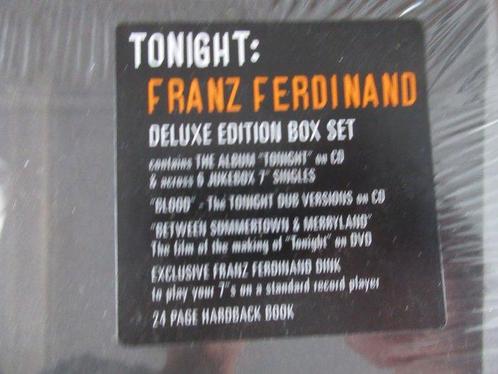 TONIGHT:
FRANZ FERDINAND
DELUXE EDITION BOX SET
contains THE ALBUM "TONIGHT" on CD
& across 6 JUKEBOX 7" SINGLES
"BLOOD" - The TONIGHT DUB VERSIONS on CD
"BETWEEN SUMMERTOWN & MERRYLAND"
The film of the making of "Tonight" on DVD
EXCLUSIVE FRANZ FERDINAND DINK
to play your 7"s on a standard record player
24 PAGE HARDBACK BOOK